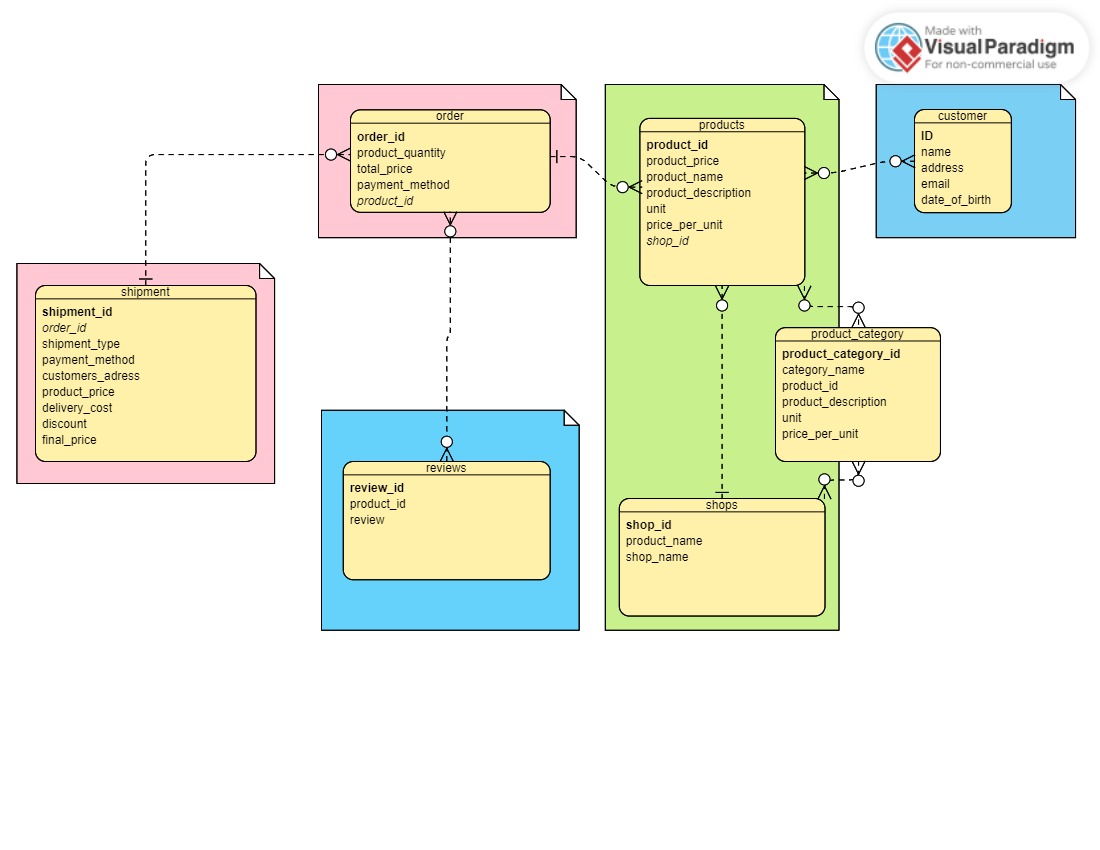 Made with
Visual Paradigm
For non-commercial use
order
order_id
product_quantity
total_price
payment_method
product_id
products
product_id
product_price
product_name
product_description
unit
price_per_unit
shop_id
customer
ID
name
address
email
date_of_birth
shipment
shipment_id
order_id
shipment_type
payment_method
customers_adress
product_price
delivery_cost
discount
final_price
product_category
product_category_id
category_name
product_id
product_description
unit
price_per_unit
reviews
review_id
product_id
review
shops
shop_id
product_name
shop_name